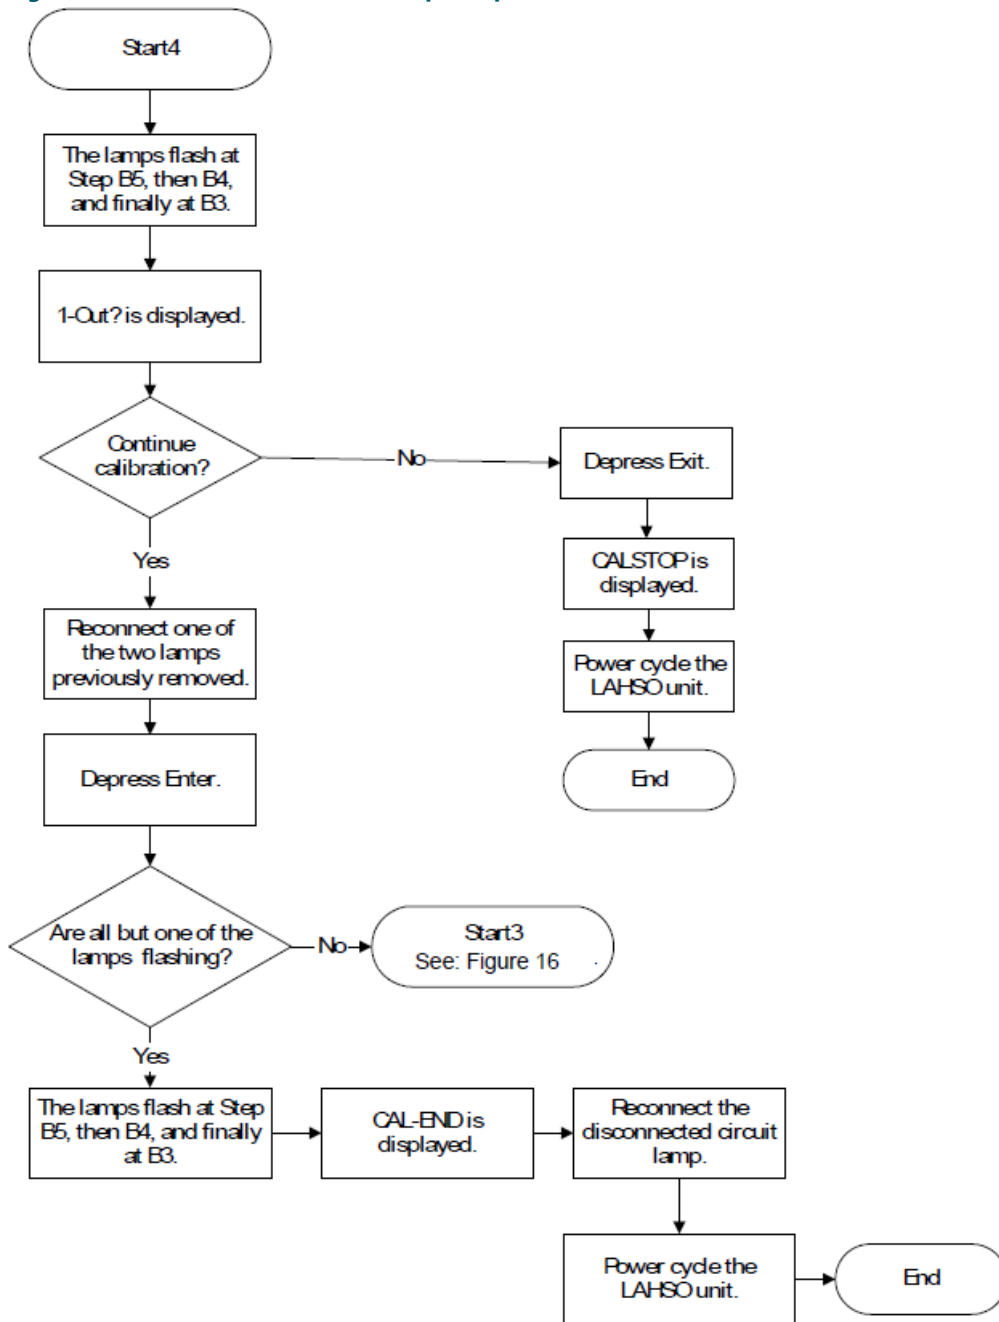 Start4
The lamps flash at
Step B5, then B4,
and finally at B3.
1-Out? is displayed.
Continue
calibration?
No
Depress Exit.
CALSTOP is
displayed.
Power cycle the
LAHSO unit.
End
Yes
Reconnect one of
the two lamps
previously removed.
Depress Enter.
Are all but one of the
lamps flashing?
No
Start3
See: Figure 16
Yes
The lamps flash at Step
B5, then B4, and finally
at B3.
CAL-END is
displayed.
Reconnect the
disconnected circuit
lamp.
Power cycle the
LAHSO unit.
End